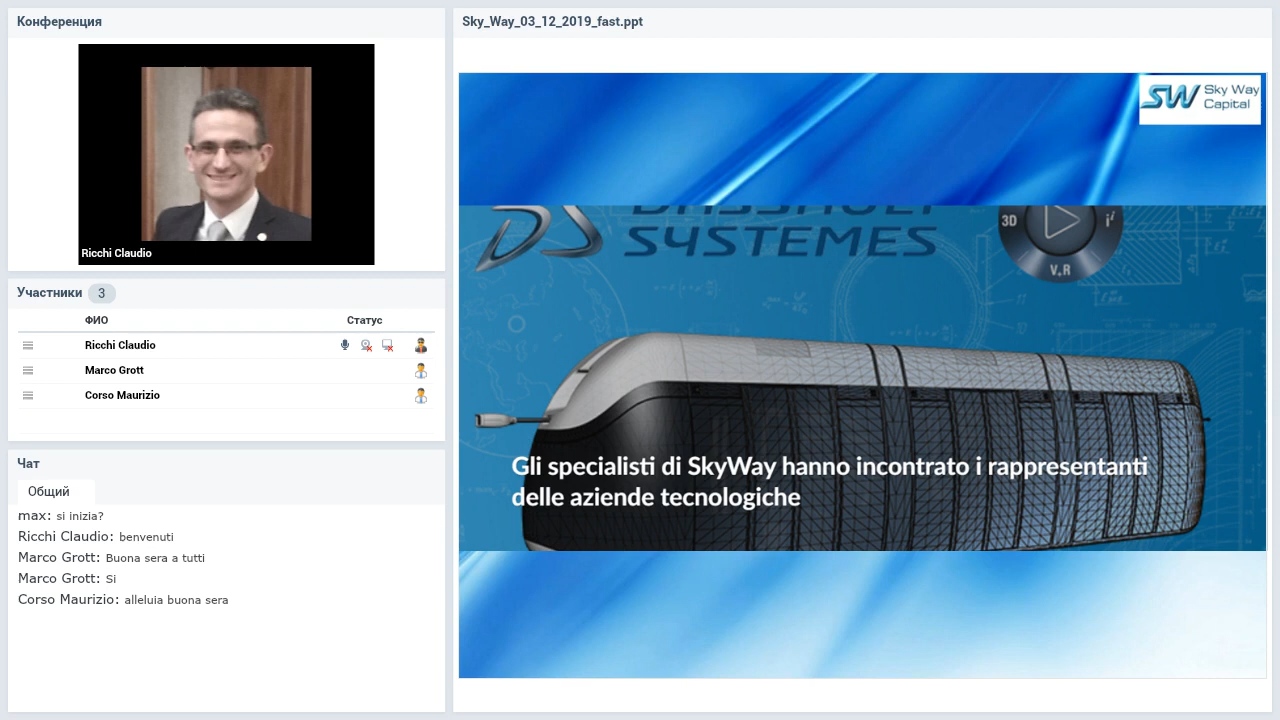 Конференция
Ricchi Claudio
Участники 3
ФИО Статус
Ricchi Claudio
Marco Grott
Corso Maurizio
Чат
Общий
max: si inizia?
Ricchi Claudio: benvenuti
Marco Grott: Buona sera a tutti
Marco Grott: Si
Corso Maurizio: alleluia buona sera
Sky_Way_03_12_2019_fast.ppt
SW Sky Way
Capital
DASSAULT
SYSTEMES
3D
V,R
Gli specialisti di SkyWay hanno incontrato i rappresentanti
delle aziende tecnologiche